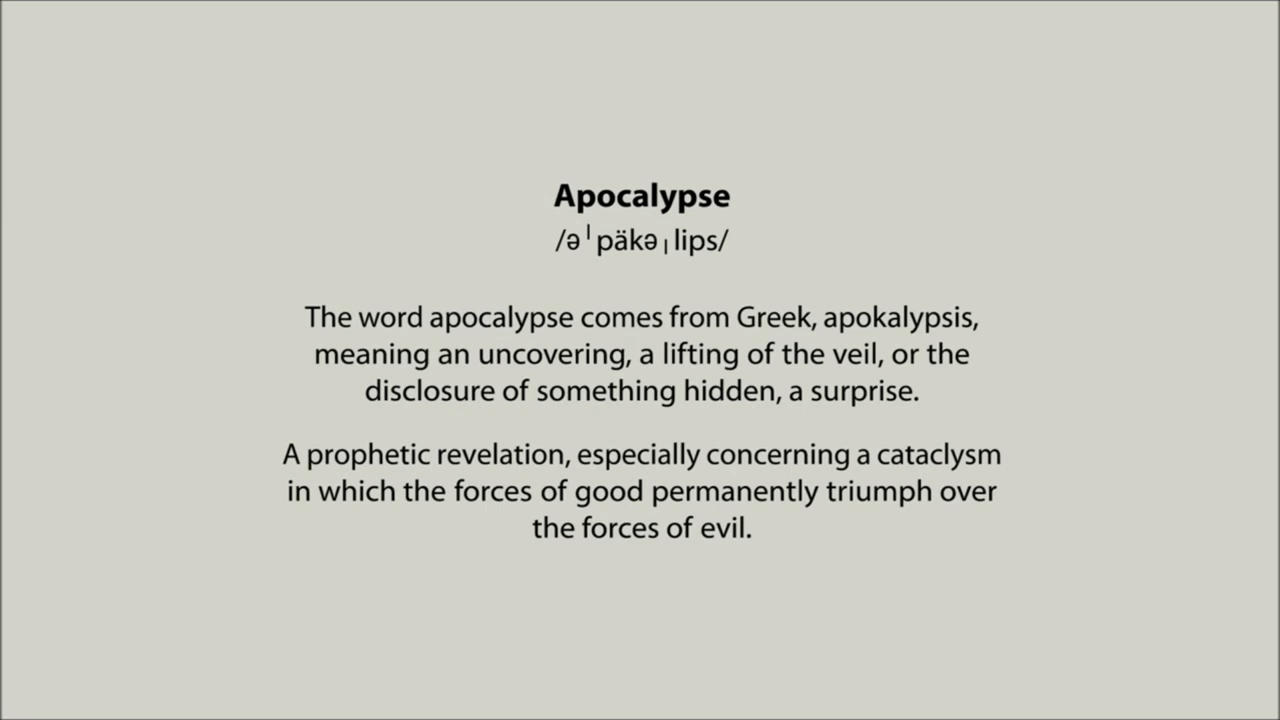 Apocalypse
/əˈpäkəˌlips/
The word apocalypse comes from Greek, apokalypsis,
meaning an uncovering, a lifting of the veil, or the
disclosure of something hidden, a surprise.
A prophetic revelation, especially concerning a cataclysm
in which the forces of good permanently triumph over
the forces of evil.